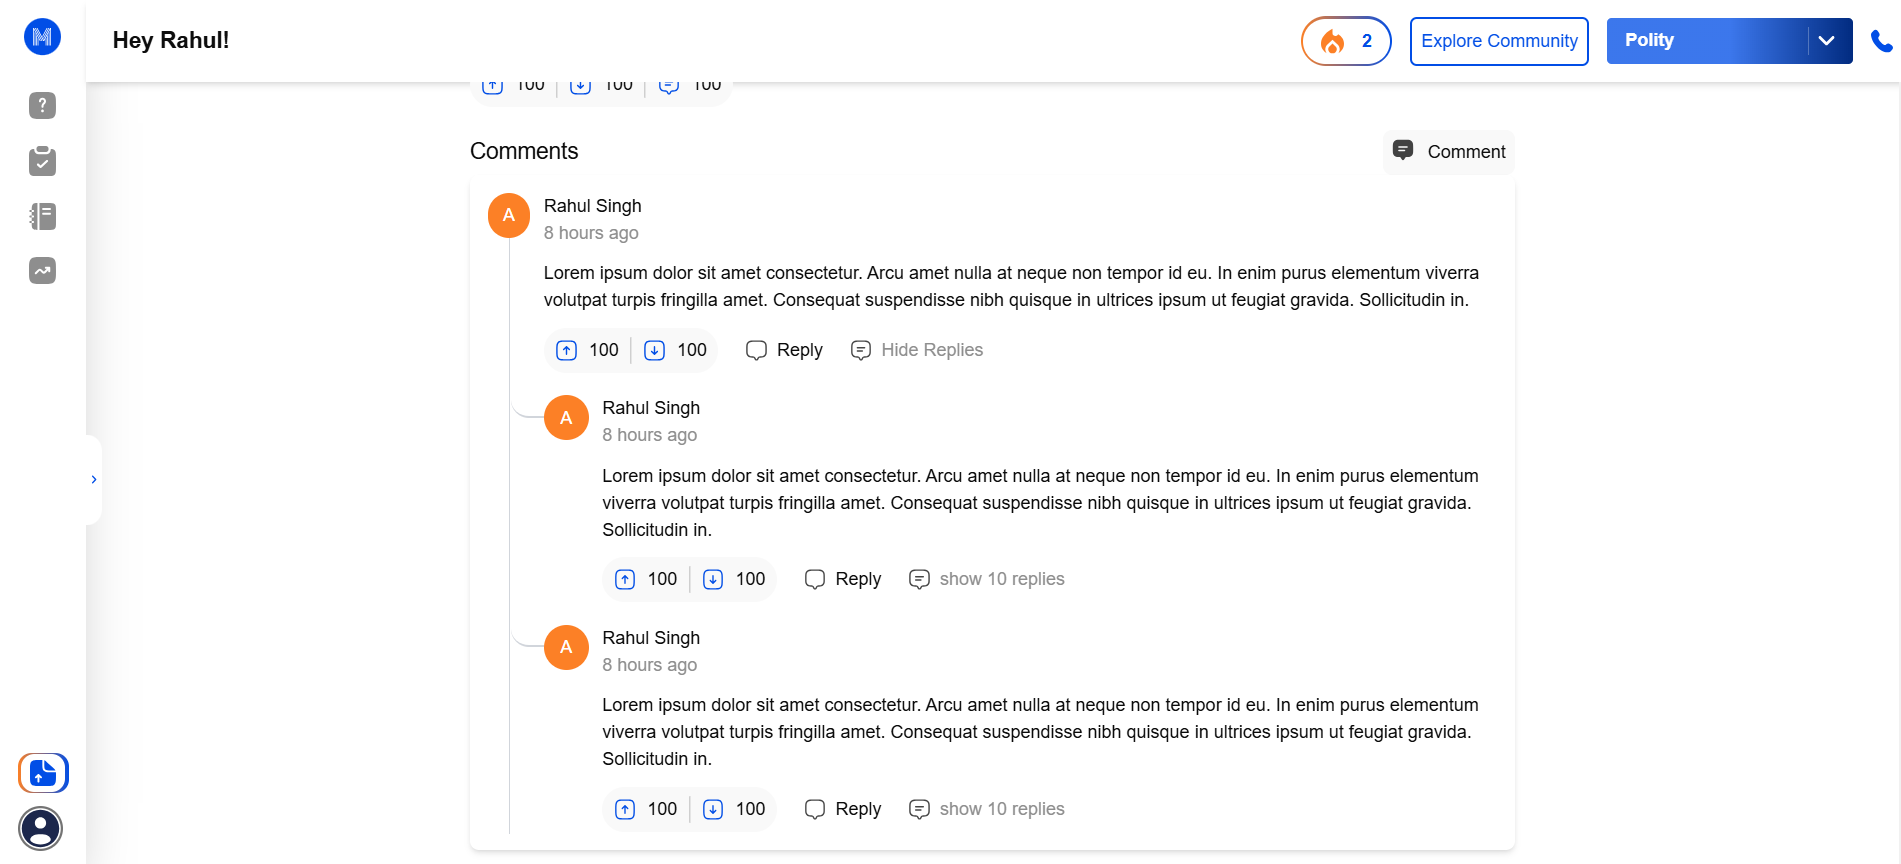 M
Hey Rahul!
2
Explore Community
Polity
100 100 100
Comments
Comment
A
Rahul Singh
8 hours ago
Lorem ipsum dolor sit amet consectetur. Arcu amet nulla at neque non tempor id eu. In enim purus elementum viverra
volutpat turpis fringilla amet. Consequat suspendisse nibh quisque in ultrices ipsum ut feugiat gravida. Sollicitudin in.
100 100 Reply Hide Replies
A
Rahul Singh
8 hours ago
Lorem ipsum dolor sit amet consectetur. Arcu amet nulla at neque non tempor id eu. In enim purus elementum
viverra volutpat turpis fringilla amet. Consequat suspendisse nibh quisque in ultrices ipsum ut feugiat gravida.
Sollicitudin in.
100 100 Reply show 10 replies
A
Rahul Singh
8 hours ago
Lorem ipsum dolor sit amet consectetur. Arcu amet nulla at neque non tempor id eu. In enim purus elementum
viverra volutpat turpis fringilla amet. Consequat suspendisse nibh quisque in ultrices ipsum ut feugiat gravida.
Sollicitudin in.
100 100 Reply show 10 replies